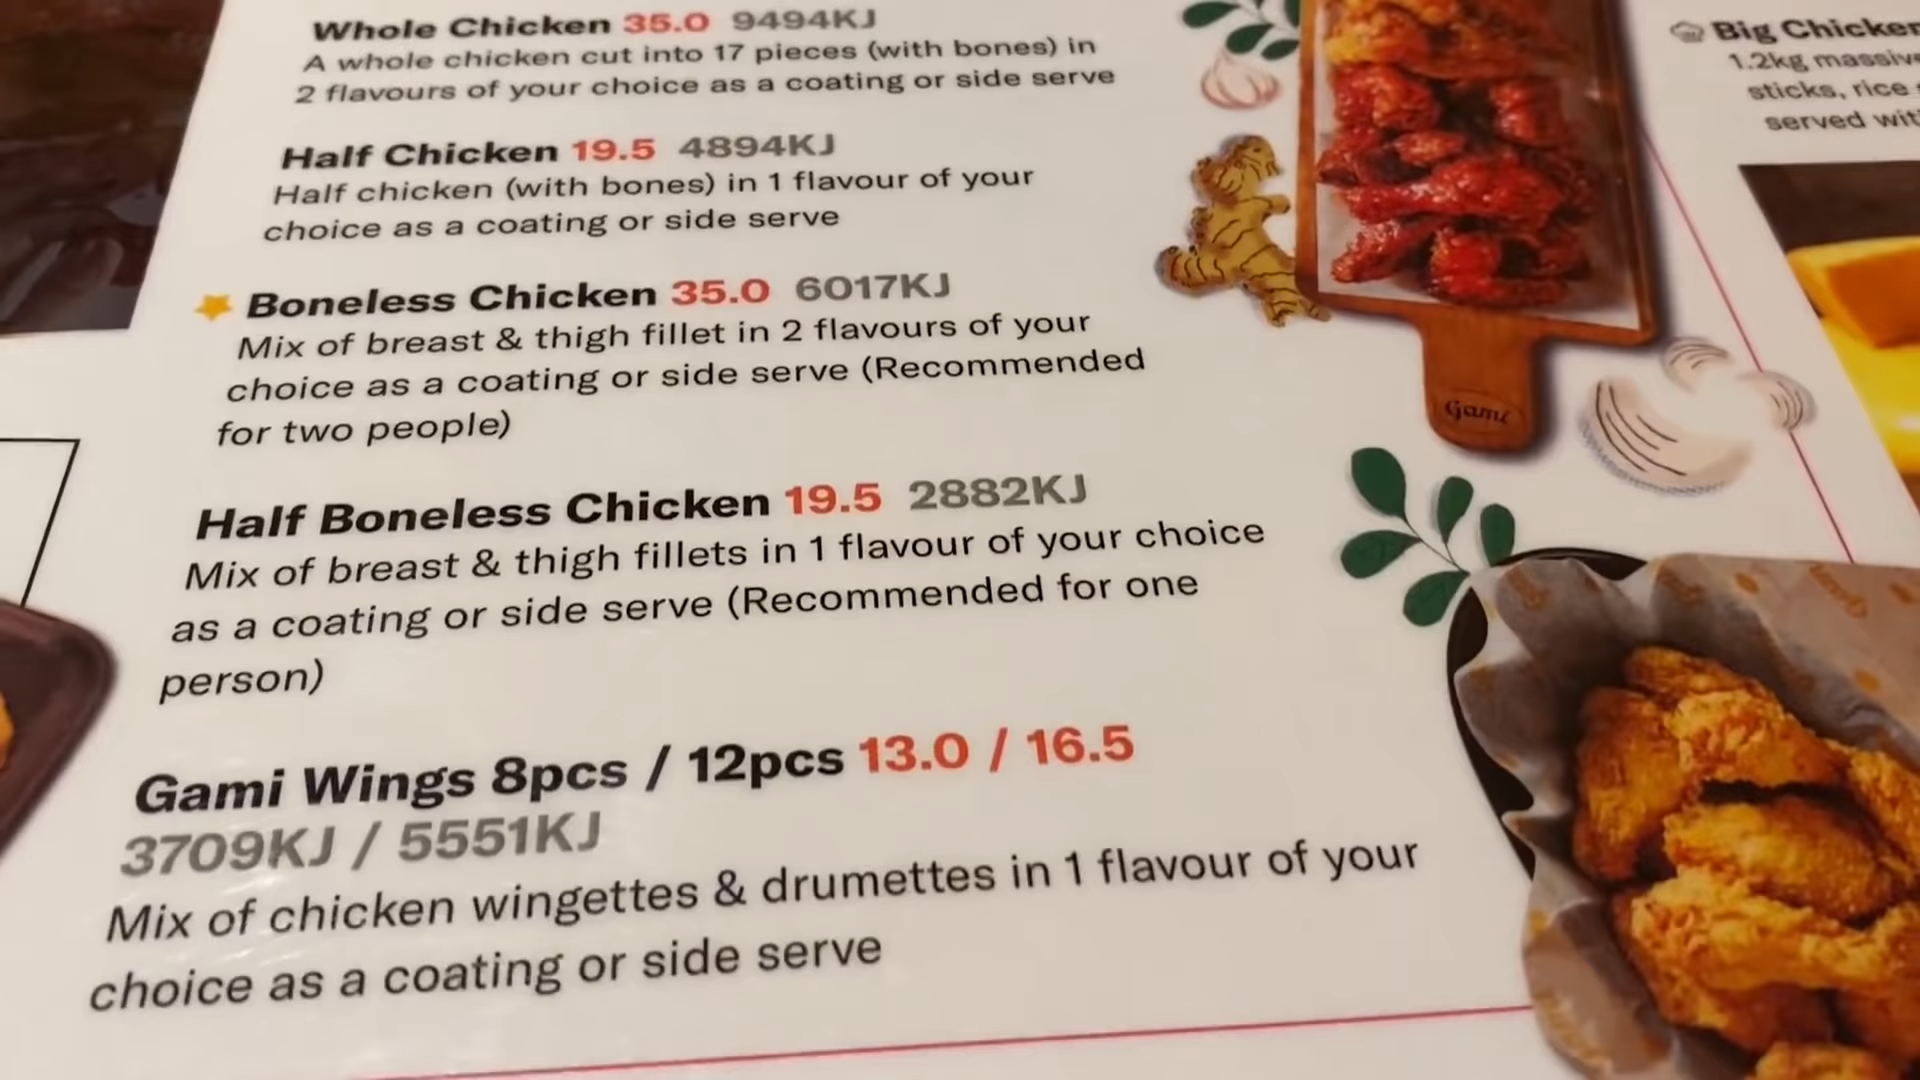 Whole Chicken 35.0 9494KJ
A whole chicken cut into 17 pieces (with bones) in
2 flavours of your choice as a coating or side serve
Half Chicken 19.5 4894KJ
Half chicken (with bones) in 1 flavour of your
choice as a coating or side serve
Boneless Chicken 35.0 6017KJ
Mix of breast & thigh fillet in 2 flavours of your
choice as a coating or side serve (Recommended
for two people)
Half Boneless Chicken 19.5 2882KJ
Mix of breast & thigh fillets in 1 flavour of your choice
as a coating or side serve (Recommended for one
person)
Gami Wings 8pcs / 12pcs 13.0 / 16.5
3709KJ / 5551KJ
Mix of chicken wingettes & drumettes in 1 flavour of your
choice as a coating or side serve
Gami
Big Chicken
1.2kg massive
sticks, rice
served with